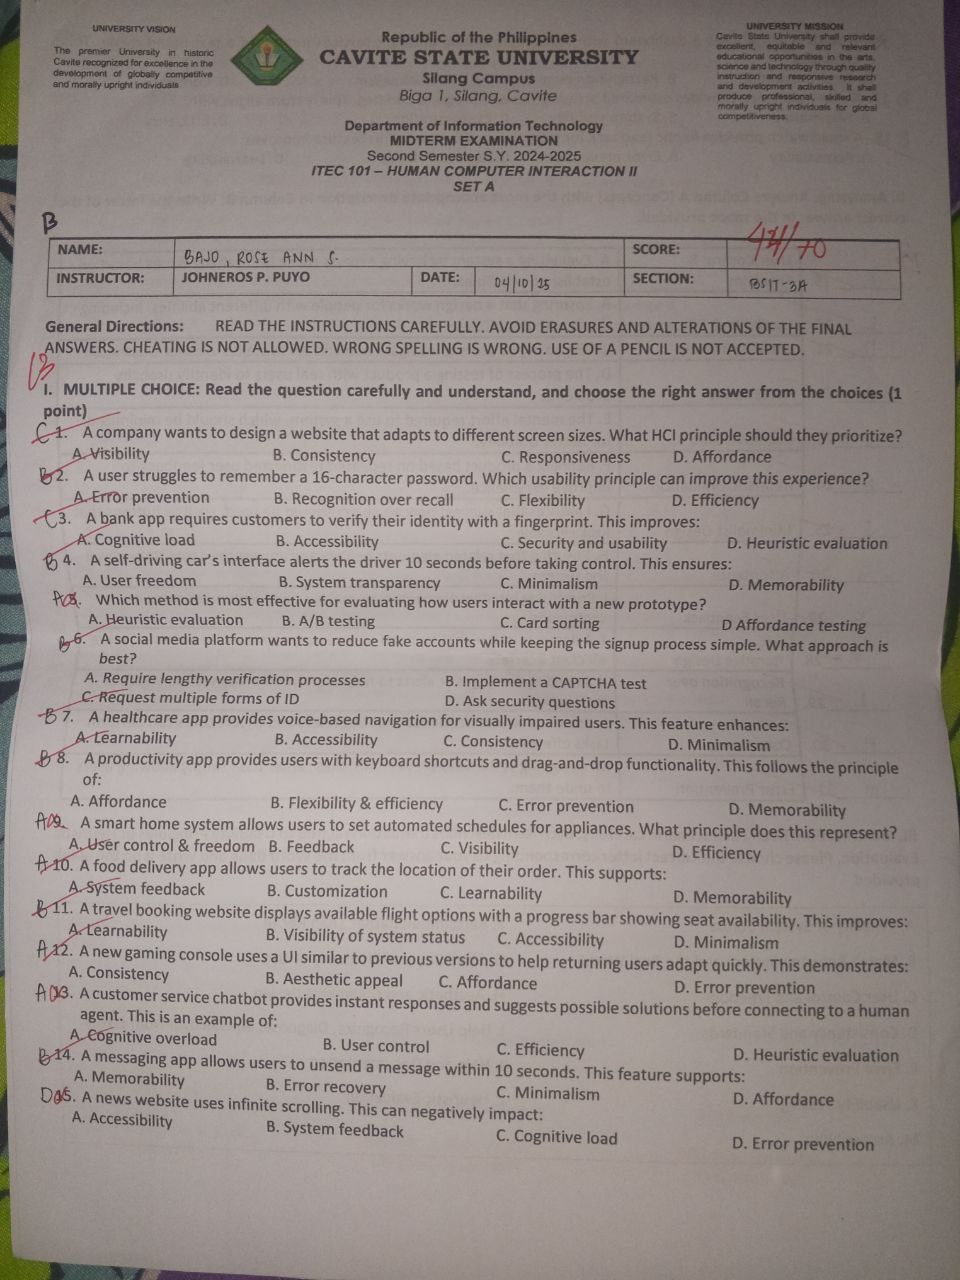 UNIVERSITY VISION
The premier University in historic
Cavite recognized for excellence in the
development of globally competitive
and morally upright individuals
Republic of the Philippines
CAVITE STATE UNIVERSITY
Silang Campus
Biga 1, Silang, Cavite
UNIVERSITY MISSION
Cavite State University shall provide
excellent, equitable and relevant
educational opportunities in the arts,
science and technology through quality
instruction and responsive research
and development activities. It shall
produce professional, skilled and
morally upright individuals for global
competitiveness.
Department of Information Technology
MIDTERM EXAMINATION
Second Semester S.Y. 2024-2025
ITEC 101 – HUMAN COMPUTER INTERACTION II
SET A
B
NAME: BAJO, ROSE ANN S. SCORE: 44/70
INSTRUCTOR: JOHNEROS P. PUYO DATE: 04/10/25 SECTION: BSIT-3A
General Directions: READ THE INSTRUCTIONS CAREFULLY. AVOID ERASURES AND ALTERATIONS OF THE FINAL
ANSWERS. CHEATING IS NOT ALLOWED. WRONG SPELLING IS WRONG. USE OF A PENCIL IS NOT ACCEPTED.
I. MULTIPLE CHOICE: Read the question carefully and understand, and choose the right answer from the choices (1
point)
C 1. A company wants to design a website that adapts to different screen sizes. What HCI principle should they prioritize?
A. Visibility B. Consistency C. Responsiveness D. Affordance
B 2. A user struggles to remember a 16-character password. Which usability principle can improve this experience?
A. Error prevention B. Recognition over recall C. Flexibility D. Efficiency
C 3. A bank app requires customers to verify their identity with a fingerprint. This improves:
A. Cognitive load B. Accessibility C. Security and usability D. Heuristic evaluation
B 4. A self-driving car's interface alerts the driver 10 seconds before taking control. This ensures:
A. User freedom B. System transparency C. Minimalism D. Memorability
A 5. Which method is most effective for evaluating how users interact with a new prototype?
A. Heuristic evaluation B. A/B testing C. Card sorting D Affordance testing
B 6. A social media platform wants to reduce fake accounts while keeping the signup process simple. What approach is
best?
A. Require lengthy verification processes B. Implement a CAPTCHA test
C. Request multiple forms of ID D. Ask security questions
B 7. A healthcare app provides voice-based navigation for visually impaired users. This feature enhances:
A. Learnability B. Accessibility C. Consistency D. Minimalism
B 8. A productivity app provides users with keyboard shortcuts and drag-and-drop functionality. This follows the principle
of:
A. Affordance B. Flexibility & efficiency C. Error prevention D. Memorability
A 9. A smart home system allows users to set automated schedules for appliances. What principle does this represent?
A. User control & freedom B. Feedback C. Visibility D. Efficiency
A 10. A food delivery app allows users to track the location of their order. This supports:
A. System feedback B. Customization C. Learnability D. Memorability
B 11. A travel booking website displays available flight options with a progress bar showing seat availability. This improves:
A. Learnability B. Visibility of system status C. Accessibility D. Minimalism
A 12. A new gaming console uses a UI similar to previous versions to help returning users adapt quickly. This demonstrates:
A. Consistency B. Aesthetic appeal C. Affordance D. Error prevention
A 13. A customer service chatbot provides instant responses and suggests possible solutions before connecting to a human
agent. This is an example of:
A. Cognitive overload B. User control C. Efficiency D. Heuristic evaluation
B 14. A messaging app allows users to unsend a message within 10 seconds. This feature supports:
A. Memorability B. Error recovery C. Minimalism D. Affordance
D 15. A news website uses infinite scrolling. This can negatively impact:
A. Accessibility B. System feedback C. Cognitive load D. Error prevention